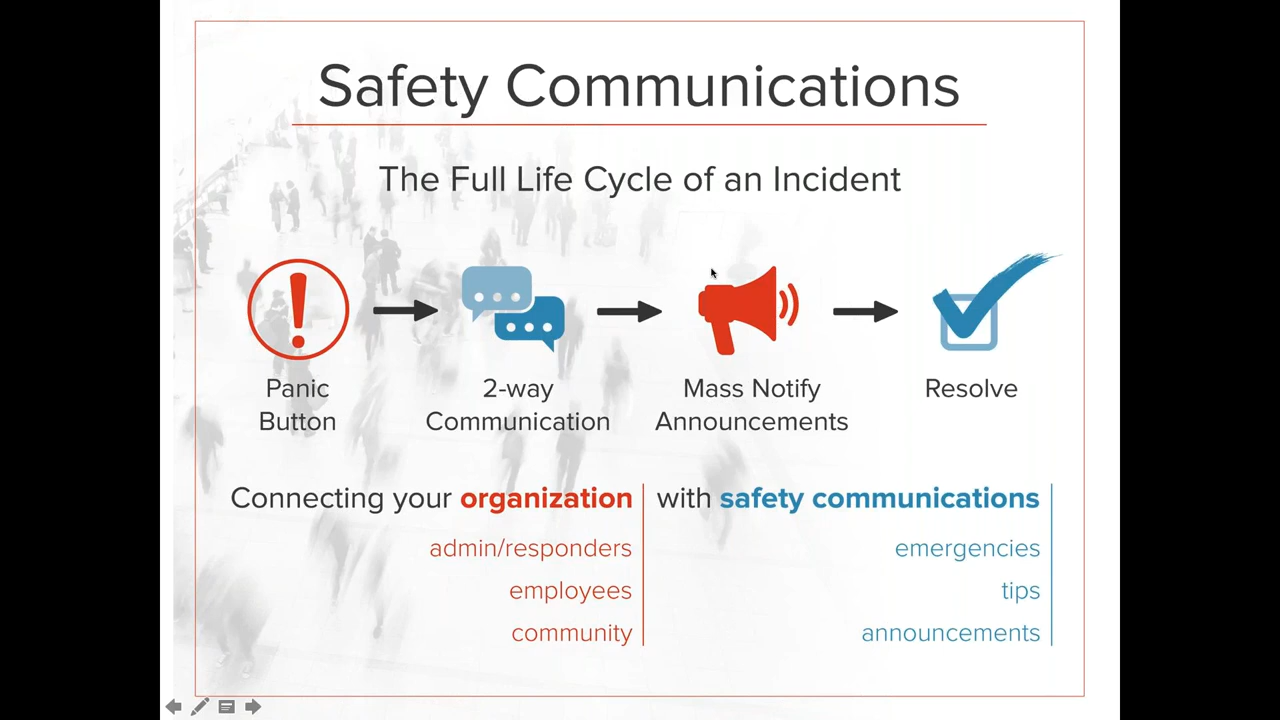 Safety Communications
The Full Life Cycle of an Incident
Panic
Button
2-way
Communication
Mass Notify
Announcements
Resolve
Connecting your organization
admin/responders
employees
community
with safety communications
emergencies
tips
announcements